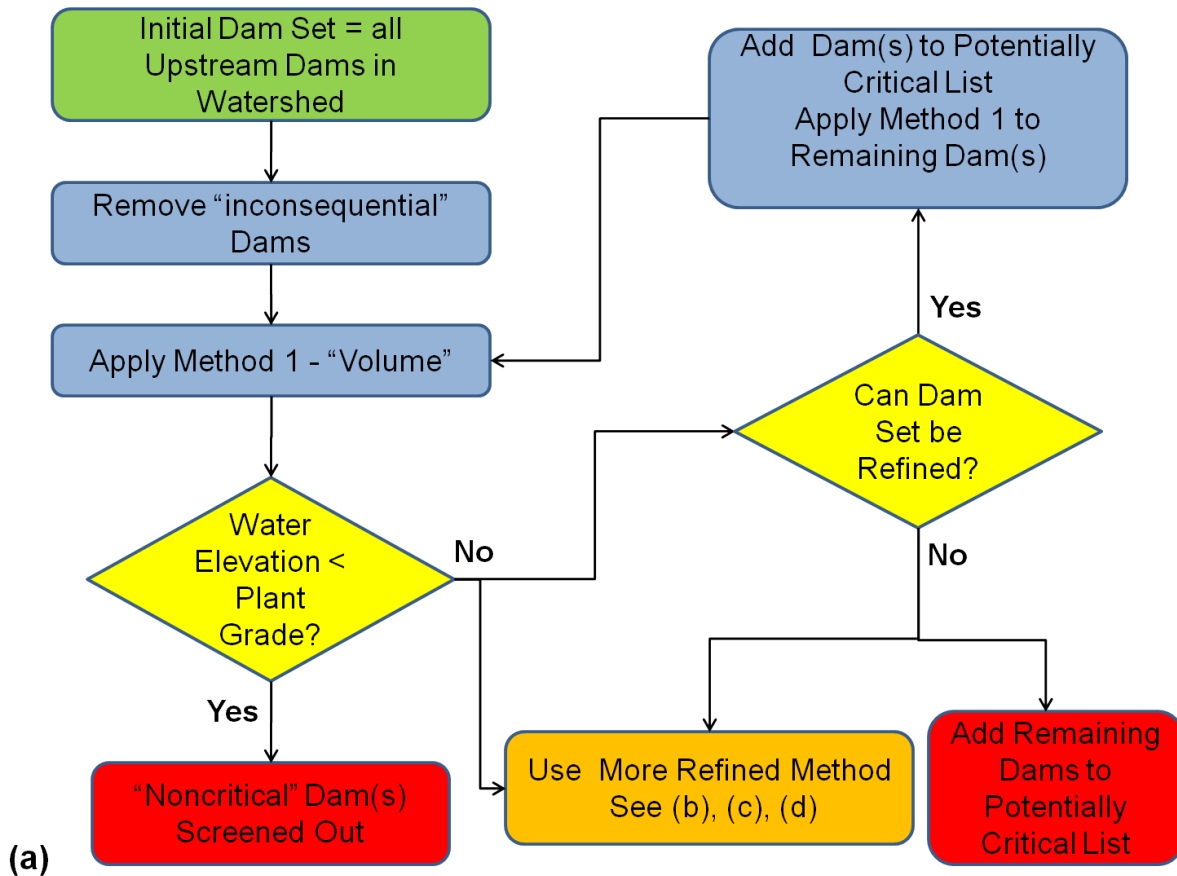 Initial Dam Set = all
Upstream Dams in
Watershed
Add Dam(s) to Potentially
Critical List
Apply Method 1 to
Remaining Dam(s)
Remove “inconsequential”
Dams
Apply Method 1 - “Volume”
Yes
Can Dam
Set be
Refined?
Water
Elevation <
Plant
Grade?
No
No
Yes
“Noncritical” Dam(s)
Screened Out
Use More Refined Method
See (b), (c), (d)
Add Remaining
Dams to
Potentially
Critical List
(a)